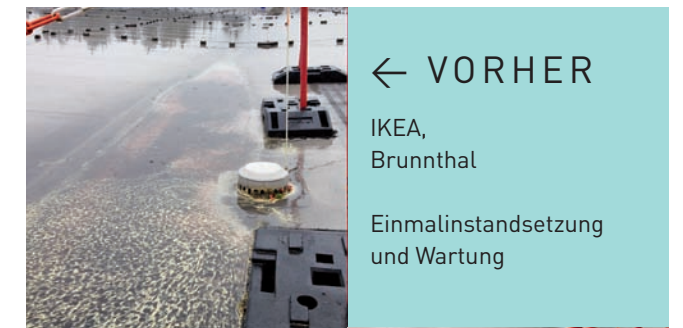 ← VORHER
IKEA,
Brunnthal
Einmalinstandsetzung
und Wartung